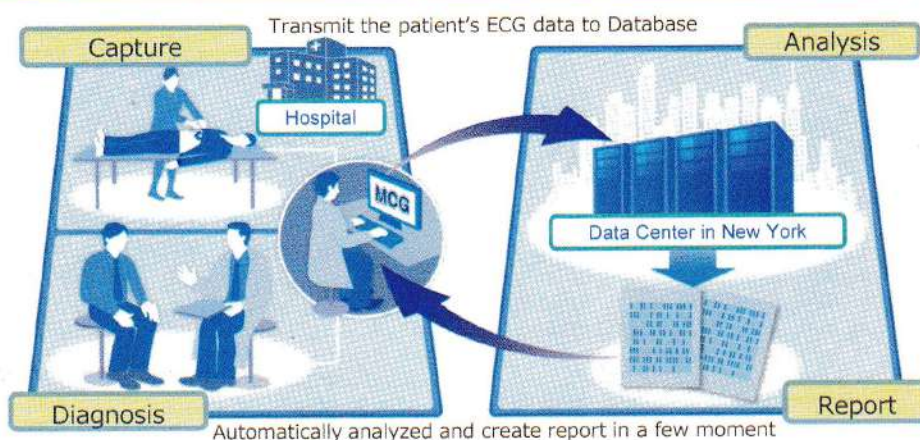 Transmit the patient's ECG data to Database
Capture
Analysis
Hospital
MCG
Data Center in New York
Diagnosis
Report
Automatically analyzed and create report in a few moment